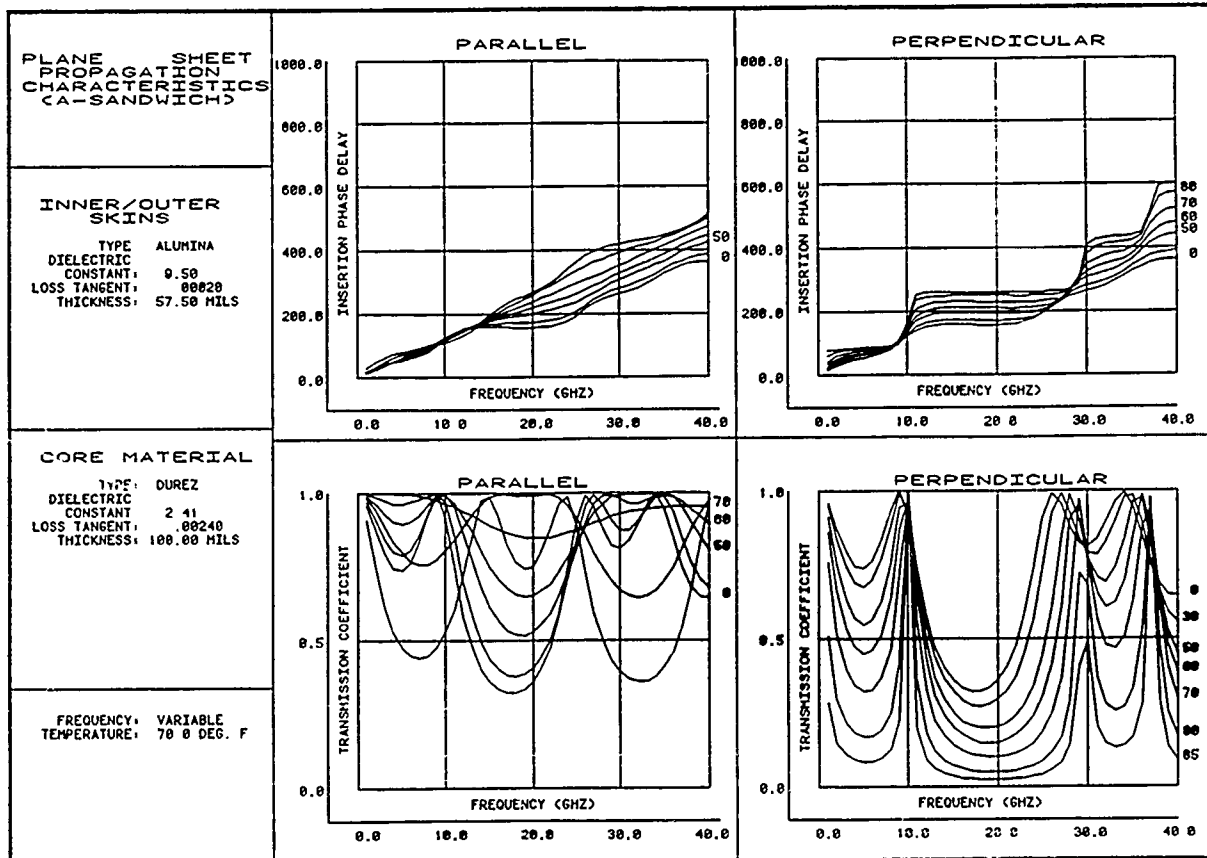 PLANE SHEET
PROPAGATION
CHARACTERISTICS
(A-SANDWICH)
INNER/OUTER
SKINS
TYPE ALUMINA
DIELECTRIC
CONSTANT: 9.50
LOSS TANGENT: .00020
THICKNESS: 57.50 MILS
CORE MATERIAL
TYPE: DUREZ
DIELECTRIC
CONSTANT 2 41
LOSS TANGENT: .00240
THICKNESS: 100.00 MILS
FREQUENCY: VARIABLE
TEMPERATURE: 70 0 DEG. F
PARALLEL
INSERTION PHASE DELAY
1000.0
800.0
600.0
400.0
200.0
0.0
50
0
FREQUENCY (GHZ)
0.0 10 0 20.0 30.0 40.0
PERPENDICULAR
INSERTION PHASE DELAY
1000.0
800.0
600.0
400.0
200.0
0.0
80
70
60
50
0
FREQUENCY (GHZ)
0.0 10.0 20 0 30.0 40.0
PARALLEL
TRANSMISSION COEFFICIENT
1.0
0.5
0.0
70
0
FREQUENCY (GHZ)
0.0 10.0 20.0 30.0 40.0
PERPENDICULAR
TRANSMISSION COEFFICIENT
1.0
0.5
0.0
0
30
50
60
70
80
85
FREQUENCY (GHZ)
0.0 10.0 20 0 30.0 40.0